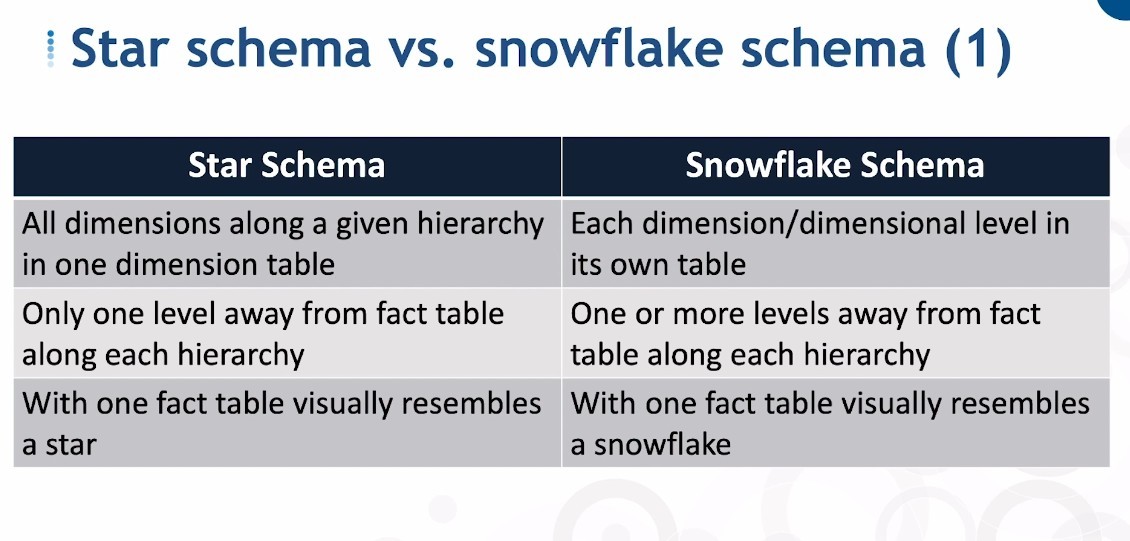 Star schema vs. snowflake schema (1)
Star Schema
Snowflake Schema
All dimensions along a given hierarchy
in one dimension table
Each dimension/dimensional level in
its own table
Only one level away from fact table
along each hierarchy
One or more levels away from fact
table along each hierarchy
With one fact table visually resembles
a star
With one fact table visually resembles
a snowflake